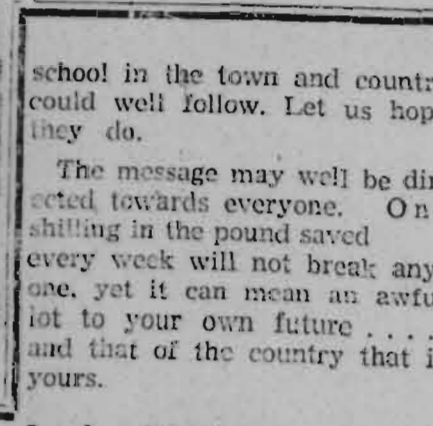 school in the town and countr
could well follow. Let us hop
they do.
The message may well be dir
ected towards everyone. On
shilling in the pound saved
every week will not break any
one, yet it can mean an awfu
lot to your own future . . . .
and that of the country that i
yours.